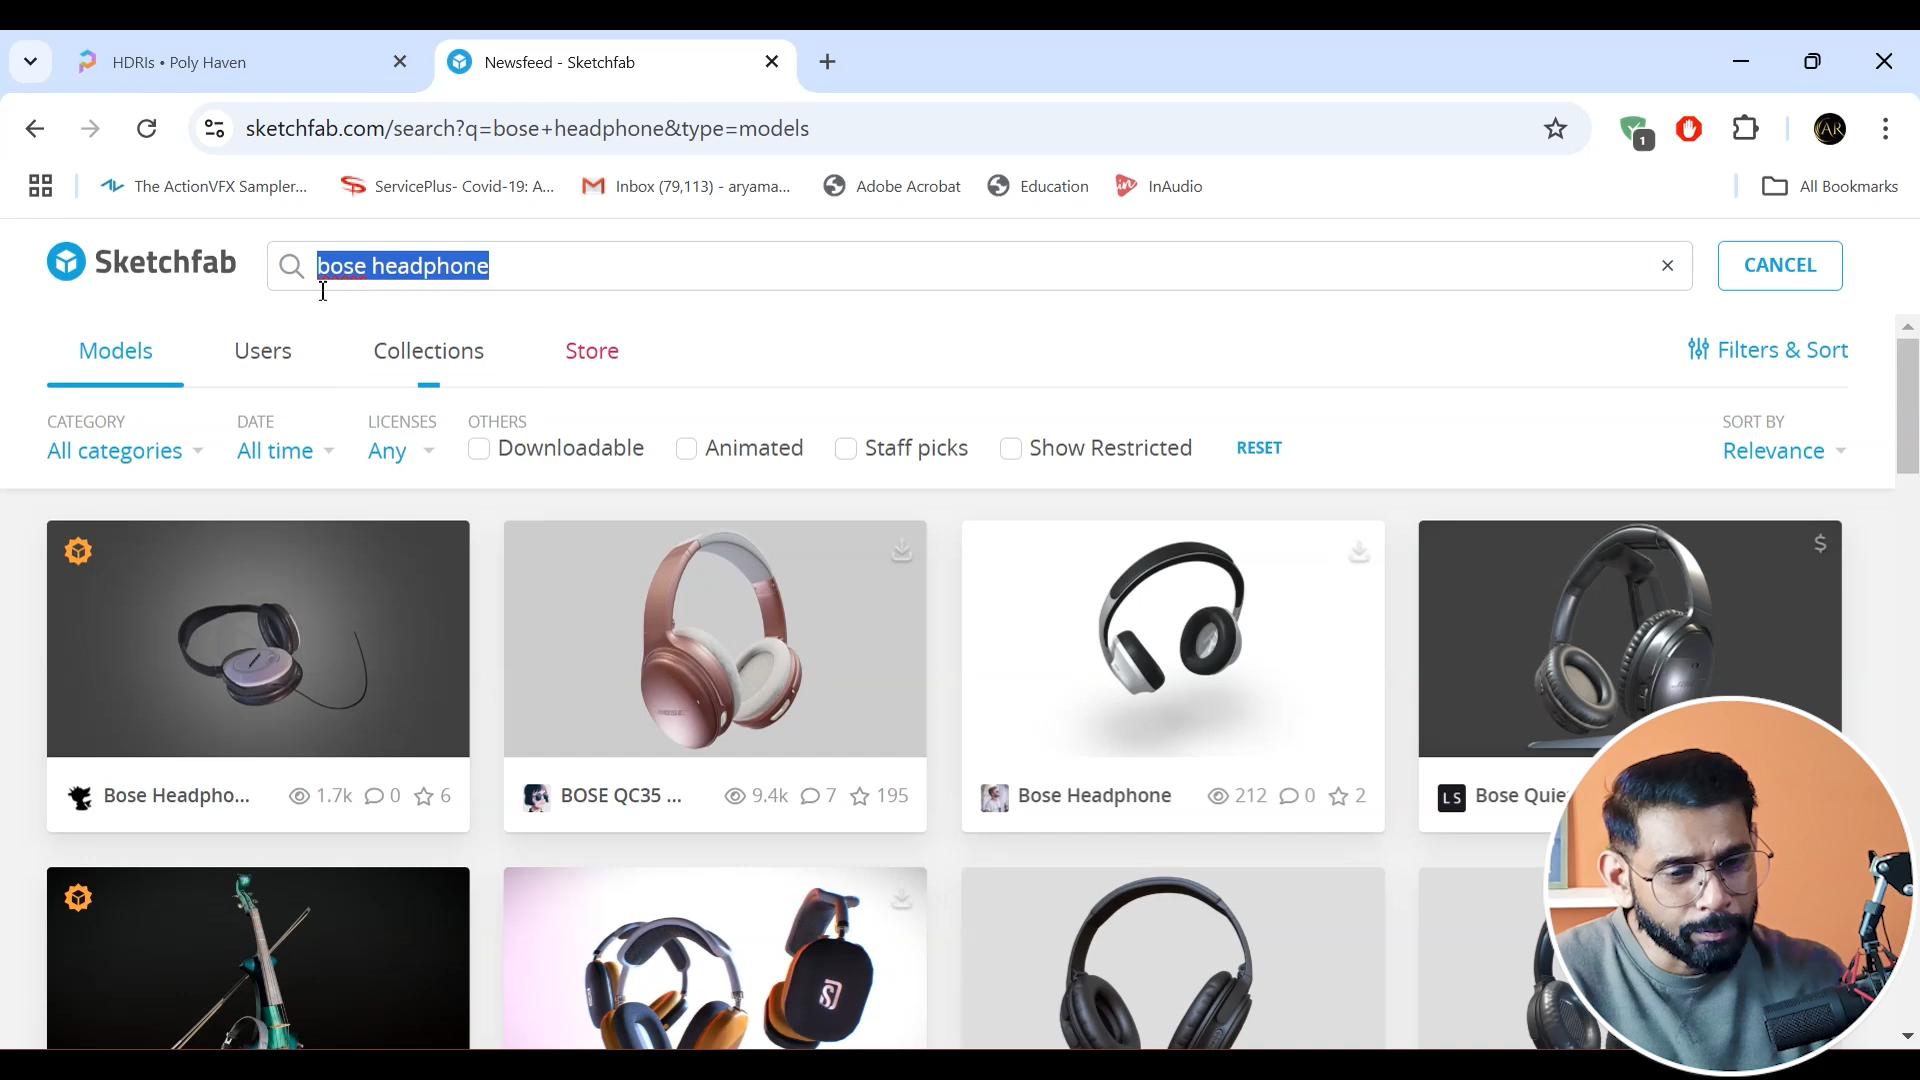 HDRIs • Poly Haven
Newsfeed - Sketchfab
sketchfab.com/search?q=bose+headphone&type=models
1
AR
The ActionVFX Sampler...
ServicePlus- Covid-19: A...
Inbox (79,113) - aryama...
Adobe Acrobat
Education
in
InAudio
All Bookmarks
Sketchfab
bose headphone
CANCEL
Models
Users
Collections
Store
Filters & Sort
CATEGORY
DATE
LICENSES
OTHERS
SORT BY
All categories
All time
Any
Downloadable
Animated
Staff picks
Show Restricted
RESET
Relevance
$
Bose Headpho...
1.7k
0
6
BOSE QC35 ...
9.4k
7
195
Bose Headphone
212
0
2
LS
Bose Quie